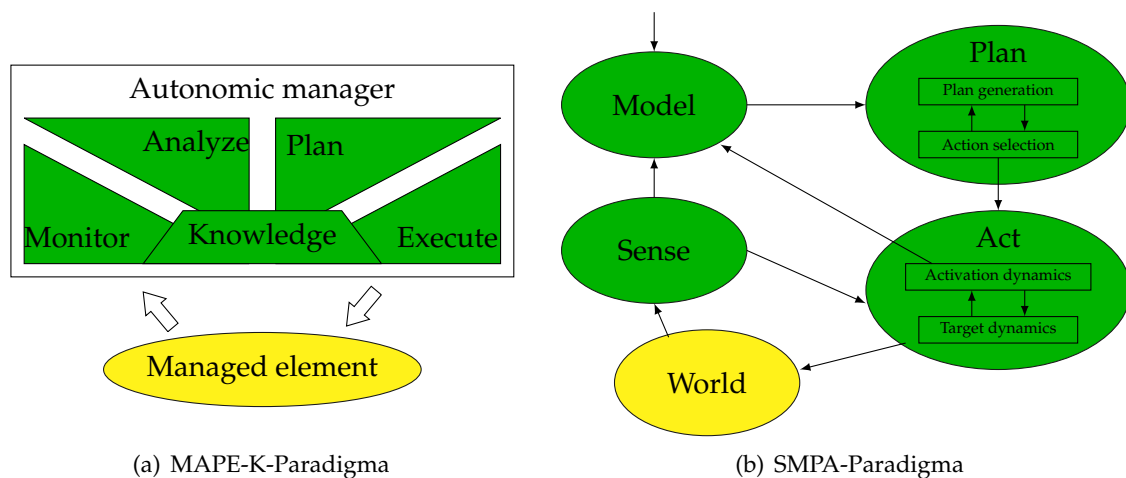 Autonomic manager
Analyze
Plan
Monitor
Knowledge
Execute
Managed element
(a) MAPE-K-Paradigma
Plan
Plan generation
Action selection
Model
Sense
Act
Activation dynamics
Target dynamics
World
(b) SMPA-Paradigma